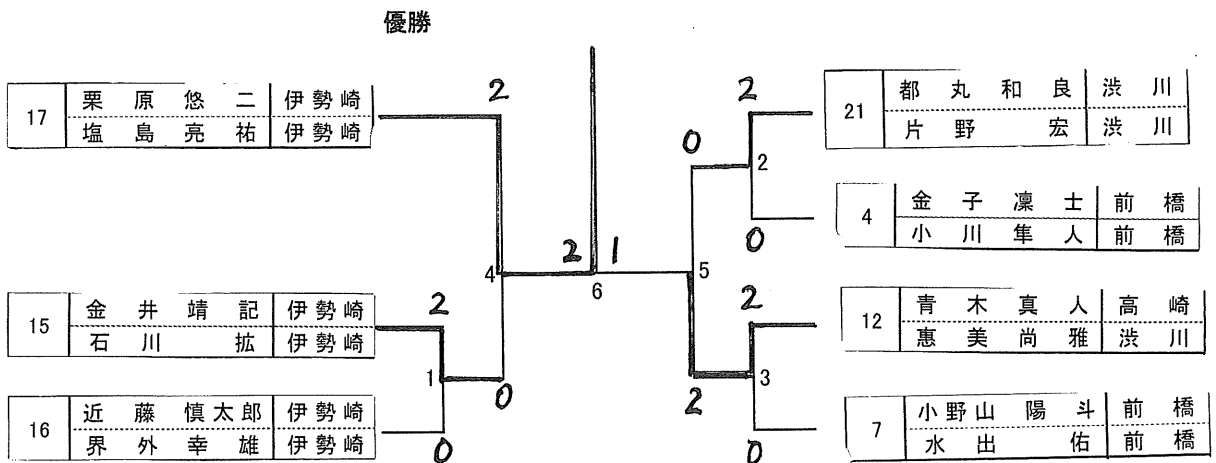 優勝
17 栗原悠二 伊勢崎
塩島亮祐 伊勢崎
15 金井靖記 伊勢崎
石川拡 伊勢崎
16 近藤慎太郎 伊勢崎
界外幸雄 伊勢崎
21 都丸和良 渋川
片野宏 渋川
4 金子凜士 前橋
小川隼人 前橋
12 青木真人 高崎
惠美尚雅 渋川
7 小野山陽斗 前橋
水出佑 前橋
2
2
0
2
0
4
2 1
5
6
2
2
1
0
3
2
0
0